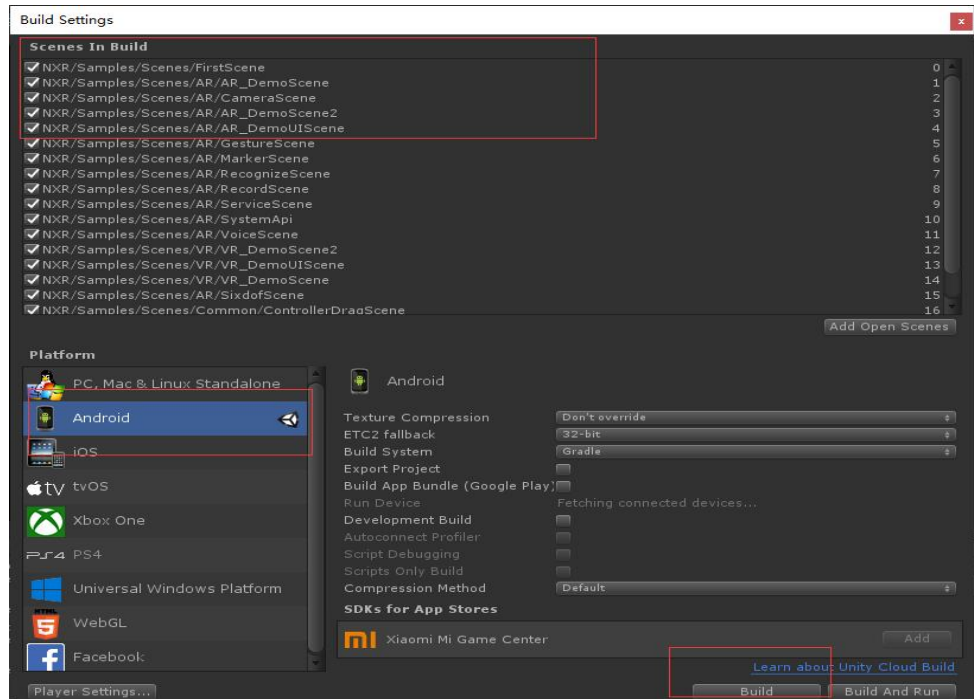 Build Settings
Scenes In Build
NXR/Samples/Scenes/FirstScene 0
NXR/Samples/Scenes/AR/AR_DemoScene 1
NXR/Samples/Scenes/AR/CameraScene 2
NXR/Samples/Scenes/AR/AR_DemoScene2 3
NXR/Samples/Scenes/AR/AR_DemoUIScene 4
NXR/Samples/Scenes/AR/GestureScene 5
NXR/Samples/Scenes/AR/MarkerScene 6
NXR/Samples/Scenes/AR/RecognizeScene 7
NXR/Samples/Scenes/AR/RecordScene 8
NXR/Samples/Scenes/AR/ServiceScene 9
NXR/Samples/Scenes/AR/SystemApi 10
NXR/Samples/Scenes/AR/VoiceScene 11
NXR/Samples/Scenes/VR/VR_DemoScene2 12
NXR/Samples/Scenes/VR/VR_DemoUIScene 13
NXR/Samples/Scenes/VR/VR_DemoScene 14
NXR/Samples/Scenes/AR/SixdofScene 15
NXR/Samples/Scenes/Common/ControllerDragScene 16
Add Open Scenes
Platform
PC, Mac & Linux Standalone
Android
iOS
tv tvOS
Xbox One
PS4 PS4
Universal Windows Platform
HTML 5 WebGL
f Facebook
Player Settings...
Android
Texture Compression Don't override
ETC2 fallback 32-bit
Build System Gradle
Export Project
Build App Bundle (Google Play)
Run Device Fetching connected devices...
Development Build
Autoconnect Profiler
Script Debugging
Scripts Only Build
Compression Method Default
SDKs for App Stores
MI Xiaomi Mi Game Center Add
Learn about Unity Cloud Build
Build Build And Run